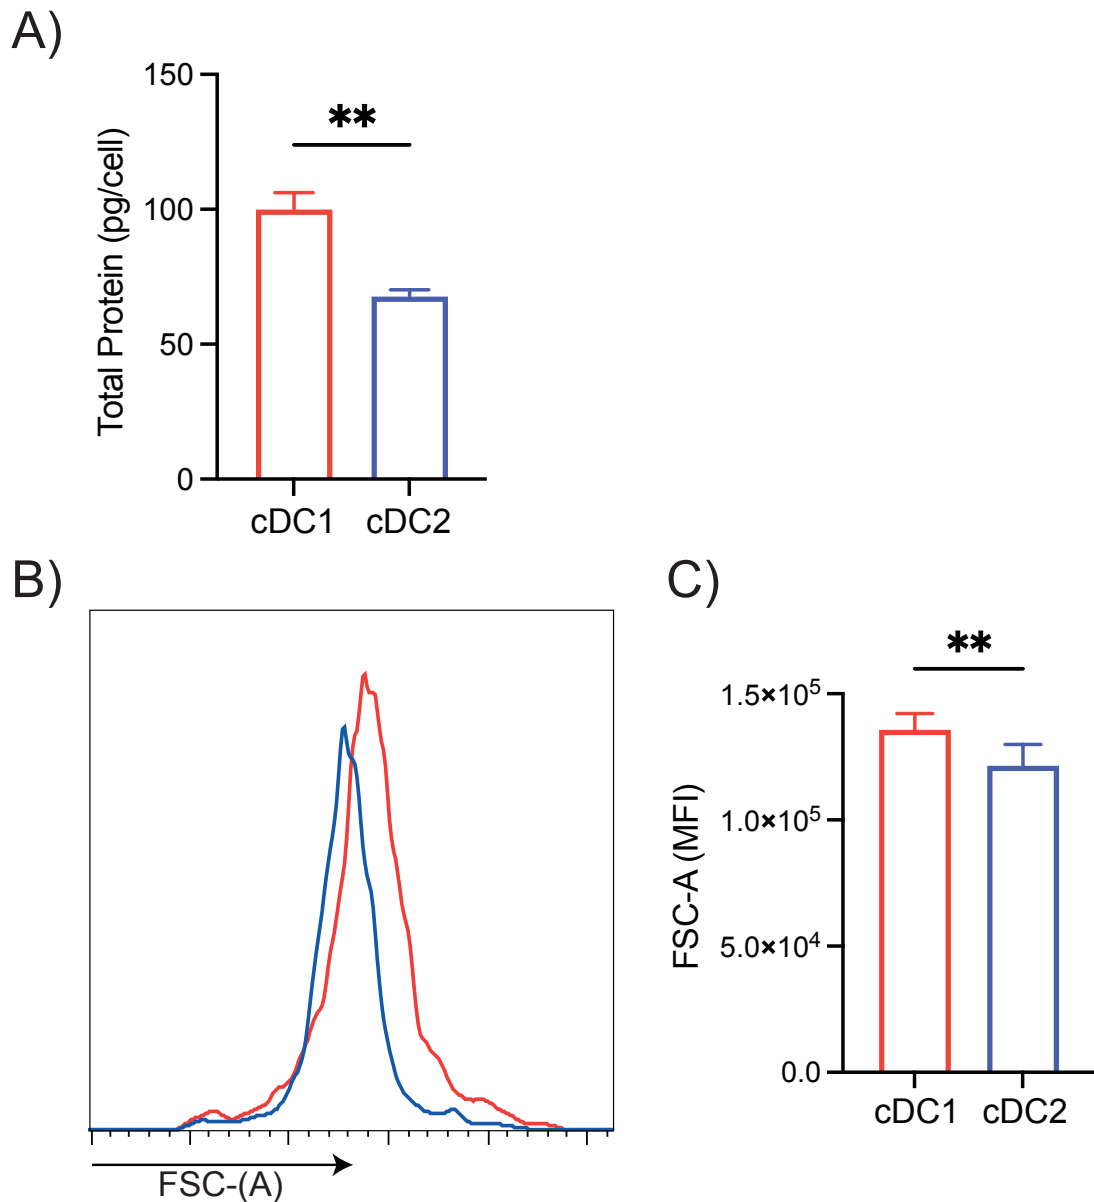 A)
150
**
100
50
0
Total Protein (pg/cell)
cDC1 cDC2
B)
FSC-(A)
C)
**
1.5×10⁵
1.0×10⁵
5.0×10⁴
0.0
FSC-A (MFI)
cDC1 cDC2